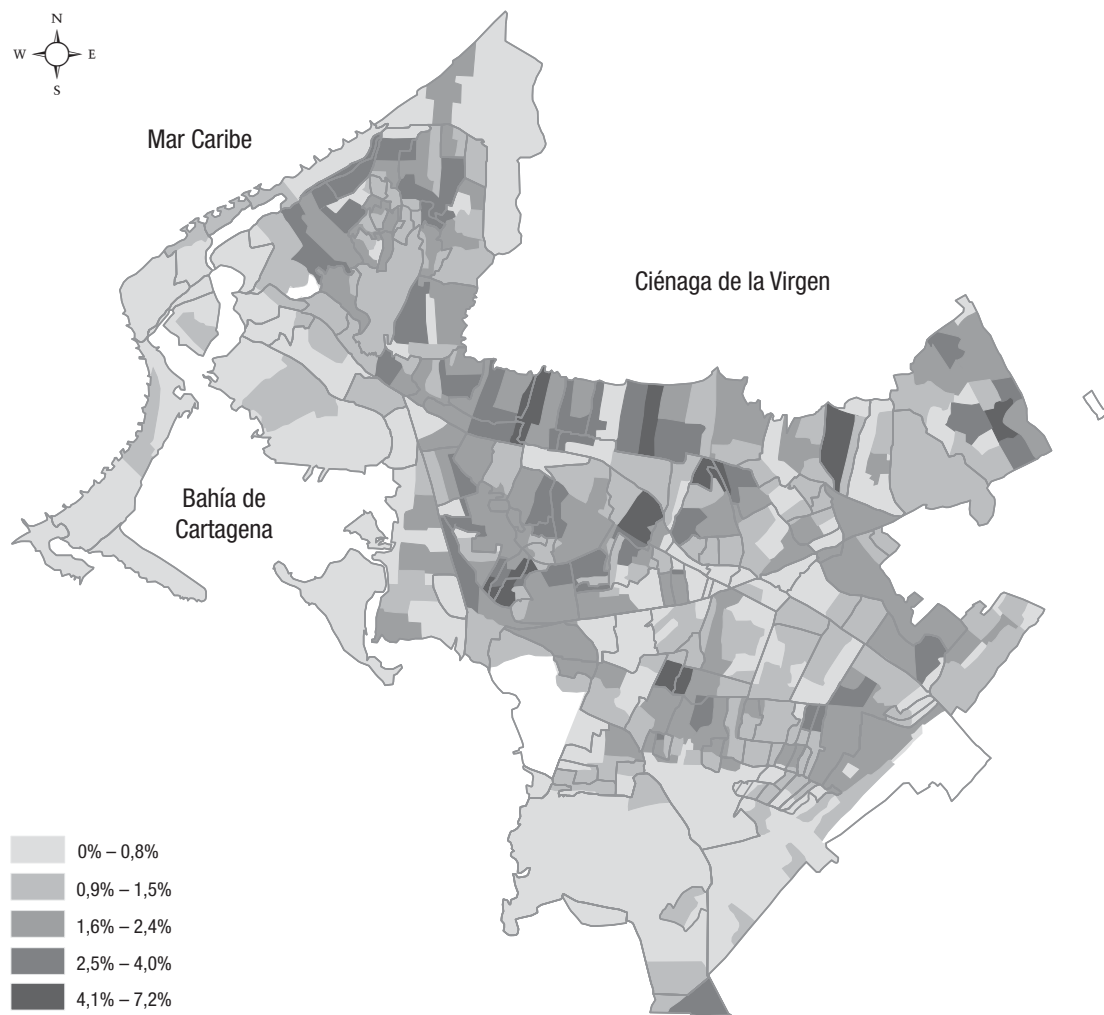 N
W E
S
Mar Caribe
Ciénaga de la Virgen
Bahía de
Cartagena
0% – 0,8%
0,9% – 1,5%
1,6% – 2,4%
2,5% – 4,0%
4,1% – 7,2%